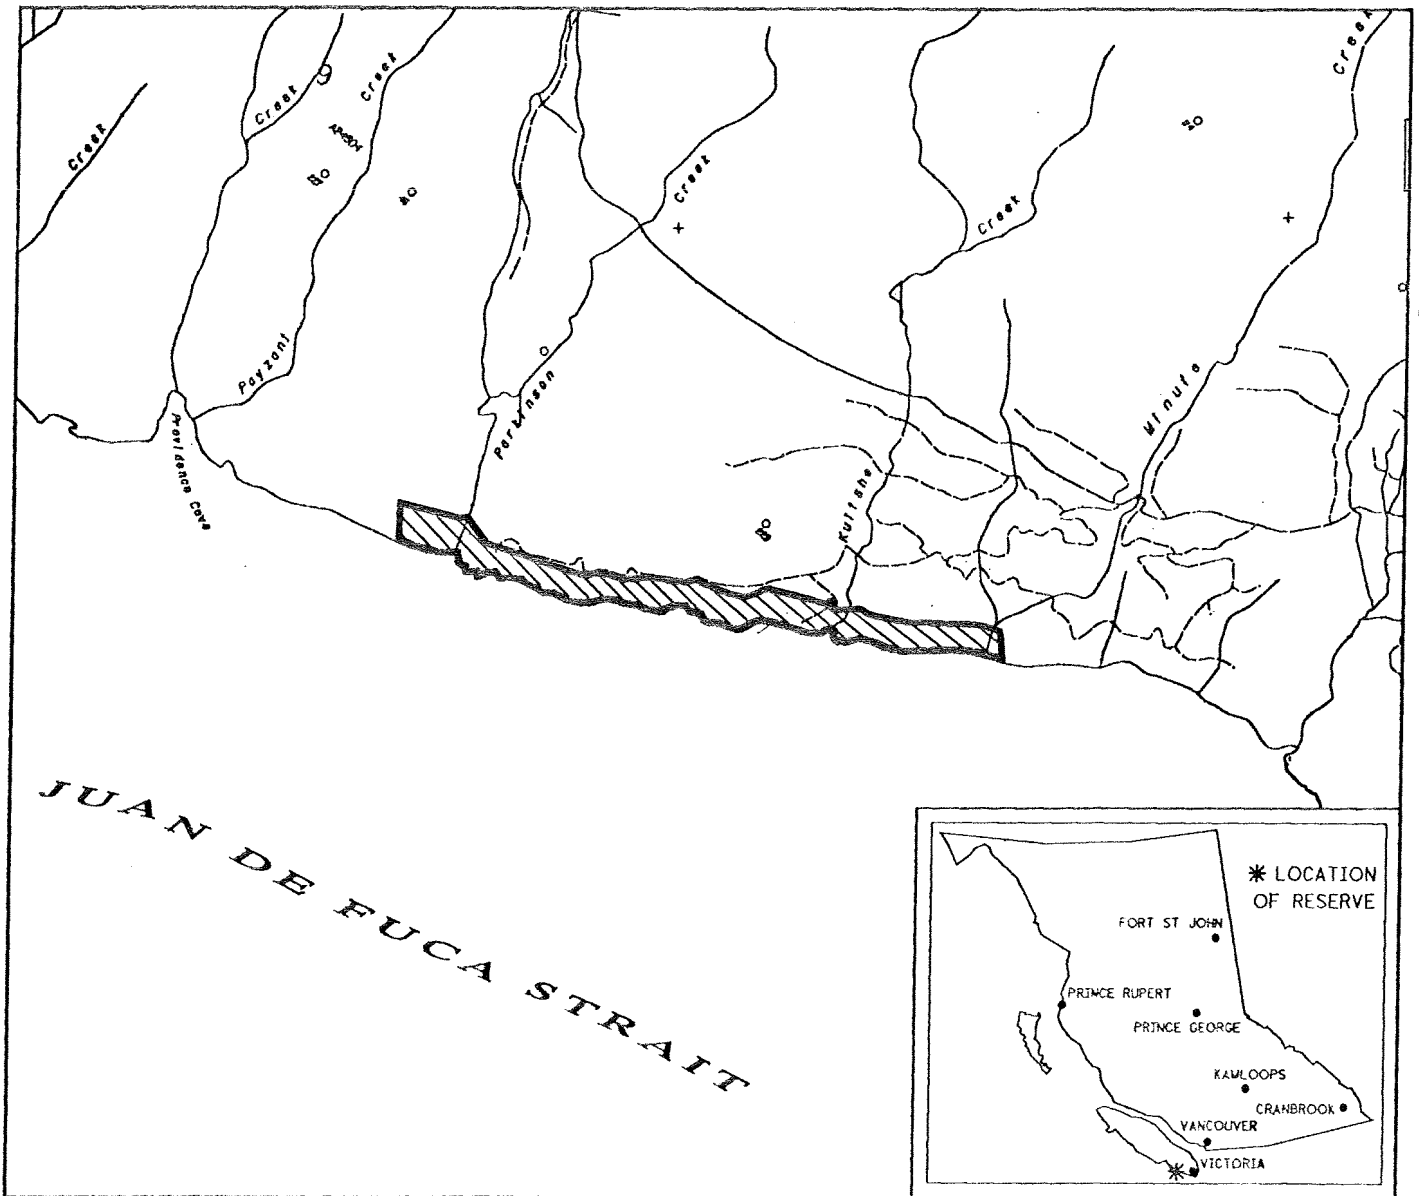 Creek
Creek
Creek
Creek
Creek
Creek
Payzant
Providence Cove
Parkinson
Kuitshe
Minute
JUAN DE FUCA STRAIT
LOCATION
OF RESERVE
FORT ST JOHN
PRINCE RUPERT
PRINCE GEORGE
KAMLOOPS
CRANBROOK
VANCOUVER
VICTORIA